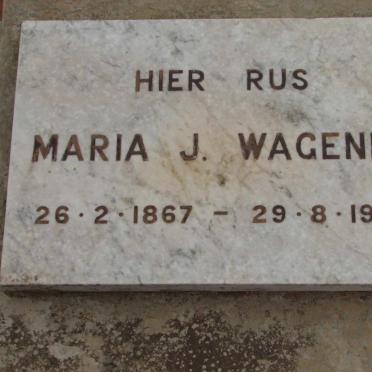 HIER RUS
MARIA J. WAGEN
26·2·1867 – 29·8·19